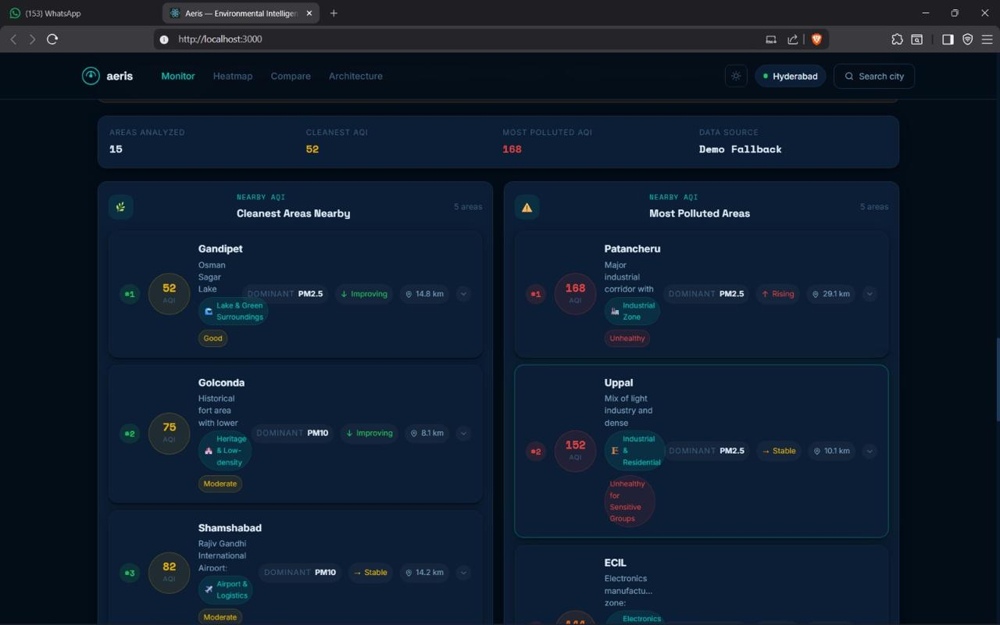 (153) WhatsApp
Aeris — Environmental Intelligen
http://localhost:3000
aeris
Monitor
Heatmap
Compare
Architecture
Hyderabad
Search city
AREAS ANALYZED
15
CLEANEST AQI
52
MOST POLLUTED AQI
168
DATA SOURCE
Demo Fallback
NEARBY AQI
Cleanest Areas Nearby
5 areas
#1
52
AQI
Gandipet
Osman
Sagar
Lake
Lake & Green
Surroundings
Good
DOMINANT PM2.5
↓ Improving
14.8 km
#2
75
AQI
Golconda
Historical
fort area
with lower
Heritage
& Low-
density
Moderate
DOMINANT PM10
↓ Improving
8.1 km
#3
82
AQI
Shamshabad
Rajiv Gandhi
International
Airport:
Airport &
Logistics
Moderate
DOMINANT PM10
→ Stable
14.2 km
NEARBY AQI
Most Polluted Areas
5 areas
#1
168
AQI
Patancheru
Major
industrial
corridor with
Industrial
Zone
Unhealthy
DOMINANT PM2.5
↑ Rising
29.1 km
#2
152
AQI
Uppal
Mix of light
industry and
dense
Industrial
&
Residential
Unhealthy
for
Sensitive
Groups
DOMINANT PM2.5
→ Stable
10.1 km
ECIL
Electronics
manufactu...
zone:
Electronics